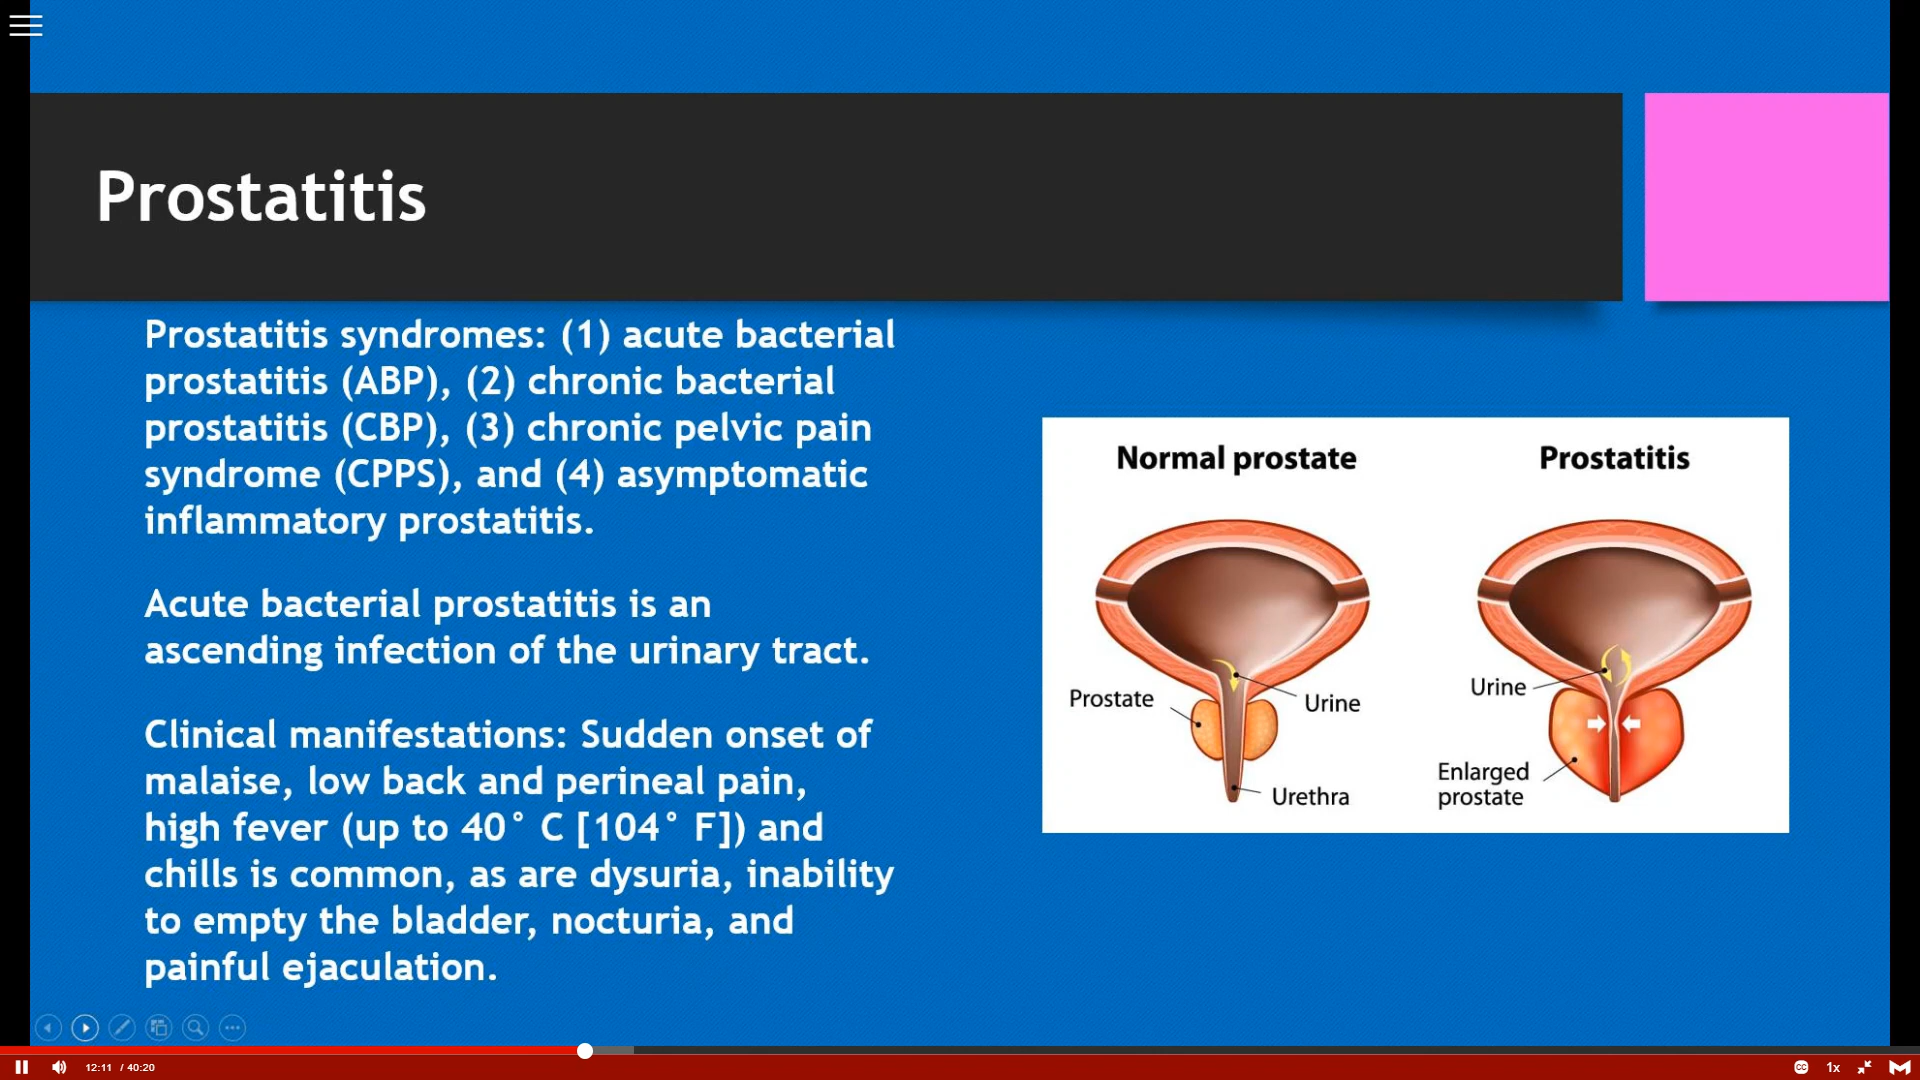 Prostatitis
Prostatitis syndromes: (1) acute bacterial
prostatitis (ABP), (2) chronic bacterial
prostatitis (CBP), (3) chronic pelvic pain
syndrome (CPPS), and (4) asymptomatic
inflammatory prostatitis.
Acute bacterial prostatitis is an
ascending infection of the urinary tract.
Clinical manifestations: Sudden onset of
malaise, low back and perineal pain,
high fever (up to 40° C [104° F]) and
chills is common, as are dysuria, inability
to empty the bladder, nocturia, and
painful ejaculation.
Normal prostate
Prostate
Urine
Urethra
Prostatitis
Urine
Enlarged
prostate
12:11 / 40:20
CC
1x